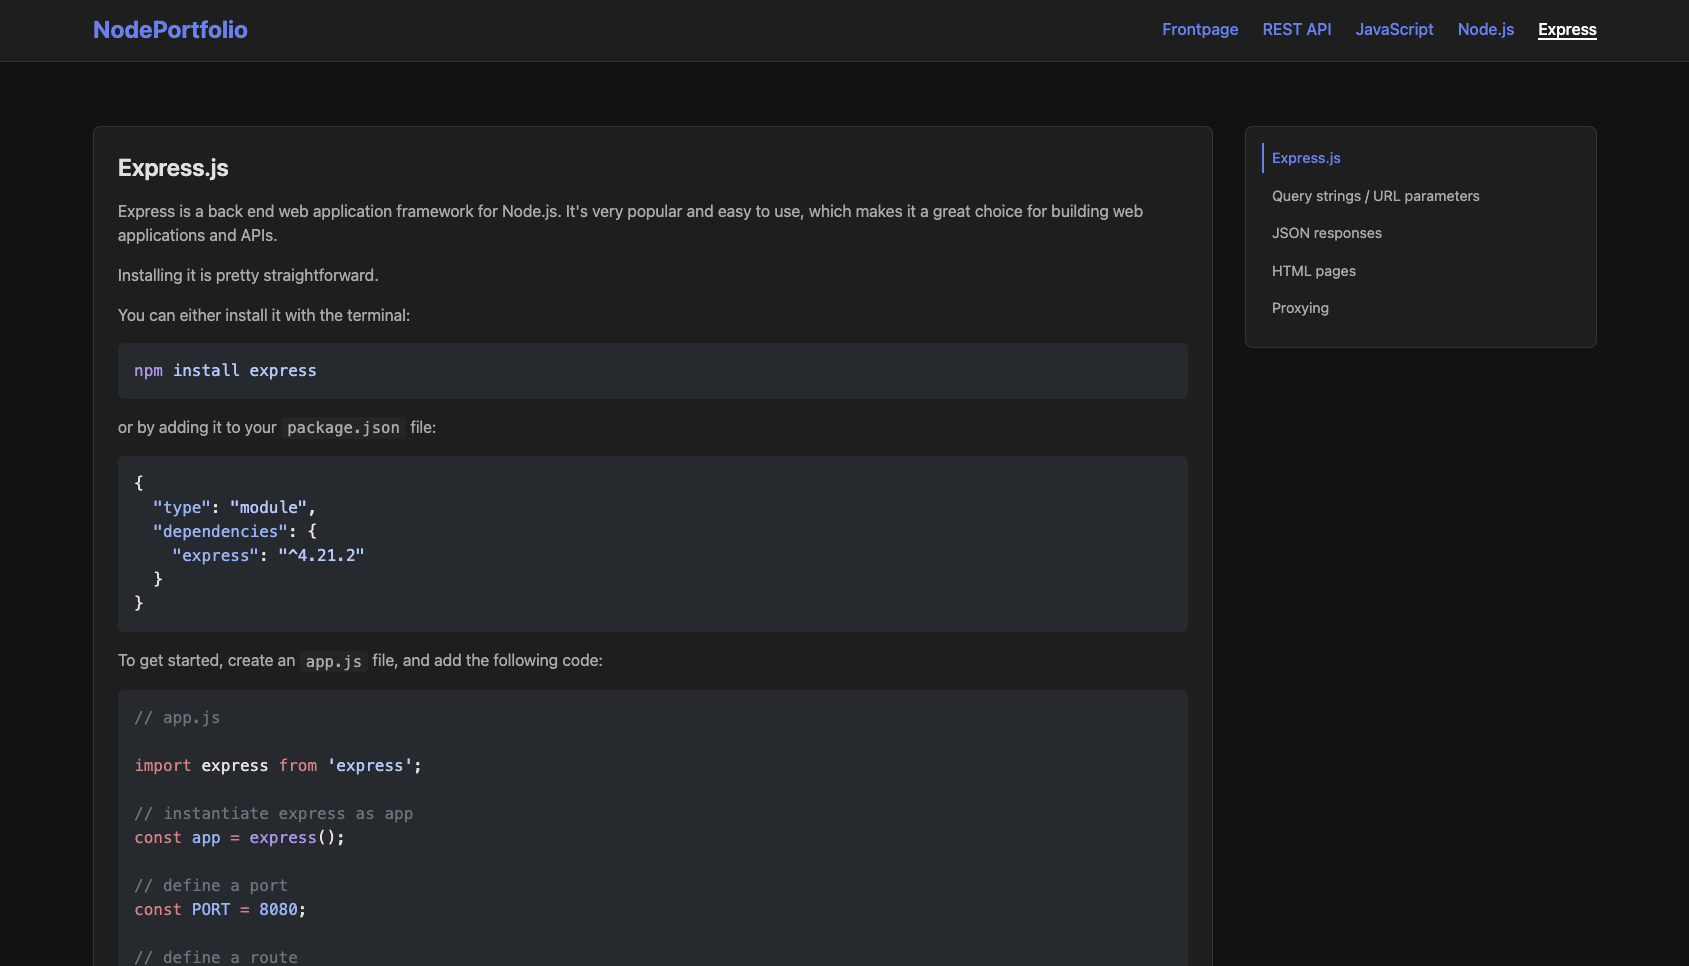 NodePortfolio
Frontpage REST API JavaScript Node.js Express
Express.js
Express is a back end web application framework for Node.js. It's very popular and easy to use, which makes it a great choice for building web
applications and APIs.
Installing it is pretty straightforward.
You can either install it with the terminal:
npm install express
or by adding it to your package.json file:
{
  "type": "module",
  "dependencies": {
    "express": "^4.21.2"
  }
}
To get started, create an app.js file, and add the following code:
// app.js
import express from 'express';
// instantiate express as app
const app = express();
// define a port
const PORT = 8080;
// define a route
Express.js
Query strings / URL parameters
JSON responses
HTML pages
Proxying